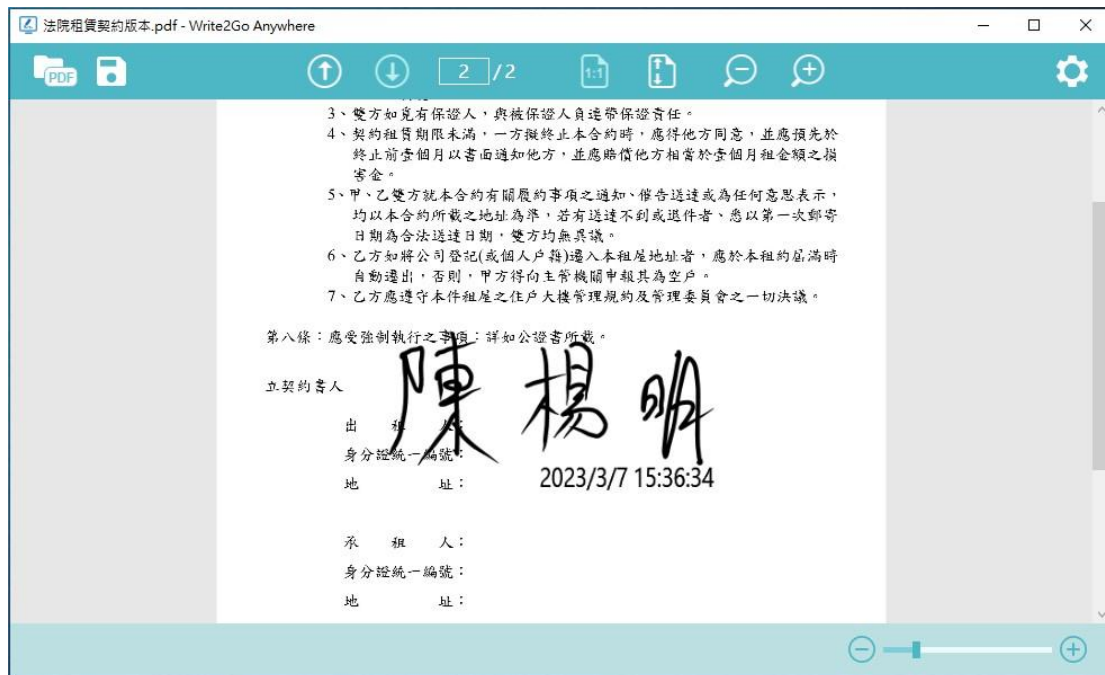 法院租賃契約版本.pdf - Write2Go Anywhere
PDF
2 /2
1:1
3、雙方如覓有保證人，與被保證人負連帶保證責任。
4、契約租賃期限未滿，一方擬終止本合約時，應得他方同意，並應預先於
終止前壹個月以書面通知他方，並應賠償他方相當於壹個月租金額之損
害金。
5、甲、乙雙方就本合約有關履約事項之通知、催告送達或為任何意思表示，
均以本合約所載之地址為準，若有送達不到或退件者、悉以第一次郵寄
日期為合法送達日期，雙方均無異議。
6、乙方如將公司登記(或個人戶籍)遷入本租屋地址者，應於本租約屆滿時
自動遷出，否則，甲方得向主管機關申報其為空戶。
7、乙方應遵守本件租屋之住戶大樓管理規約及管理委員會之一切決議。
第八條：應受強制執行之事項：詳如公證書所載。
立契約書人
陳楊明
出租人：
身分證統一編號：
地址：
2023/3/7 15:36:34
承租人：
身分證統一編號：
地址：